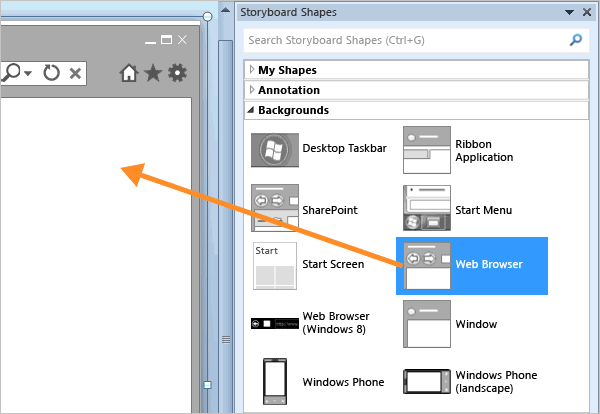 Storyboard Shapes
Search Storyboard Shapes (Ctrl+G)
My Shapes
Annotation
Backgrounds
Desktop Taskbar
Ribbon
Application
SharePoint
Start Menu
Start
Start Screen
Web Browser
Web Browser
(Windows 8)
Window
Windows Phone
Windows Phone
(landscape)